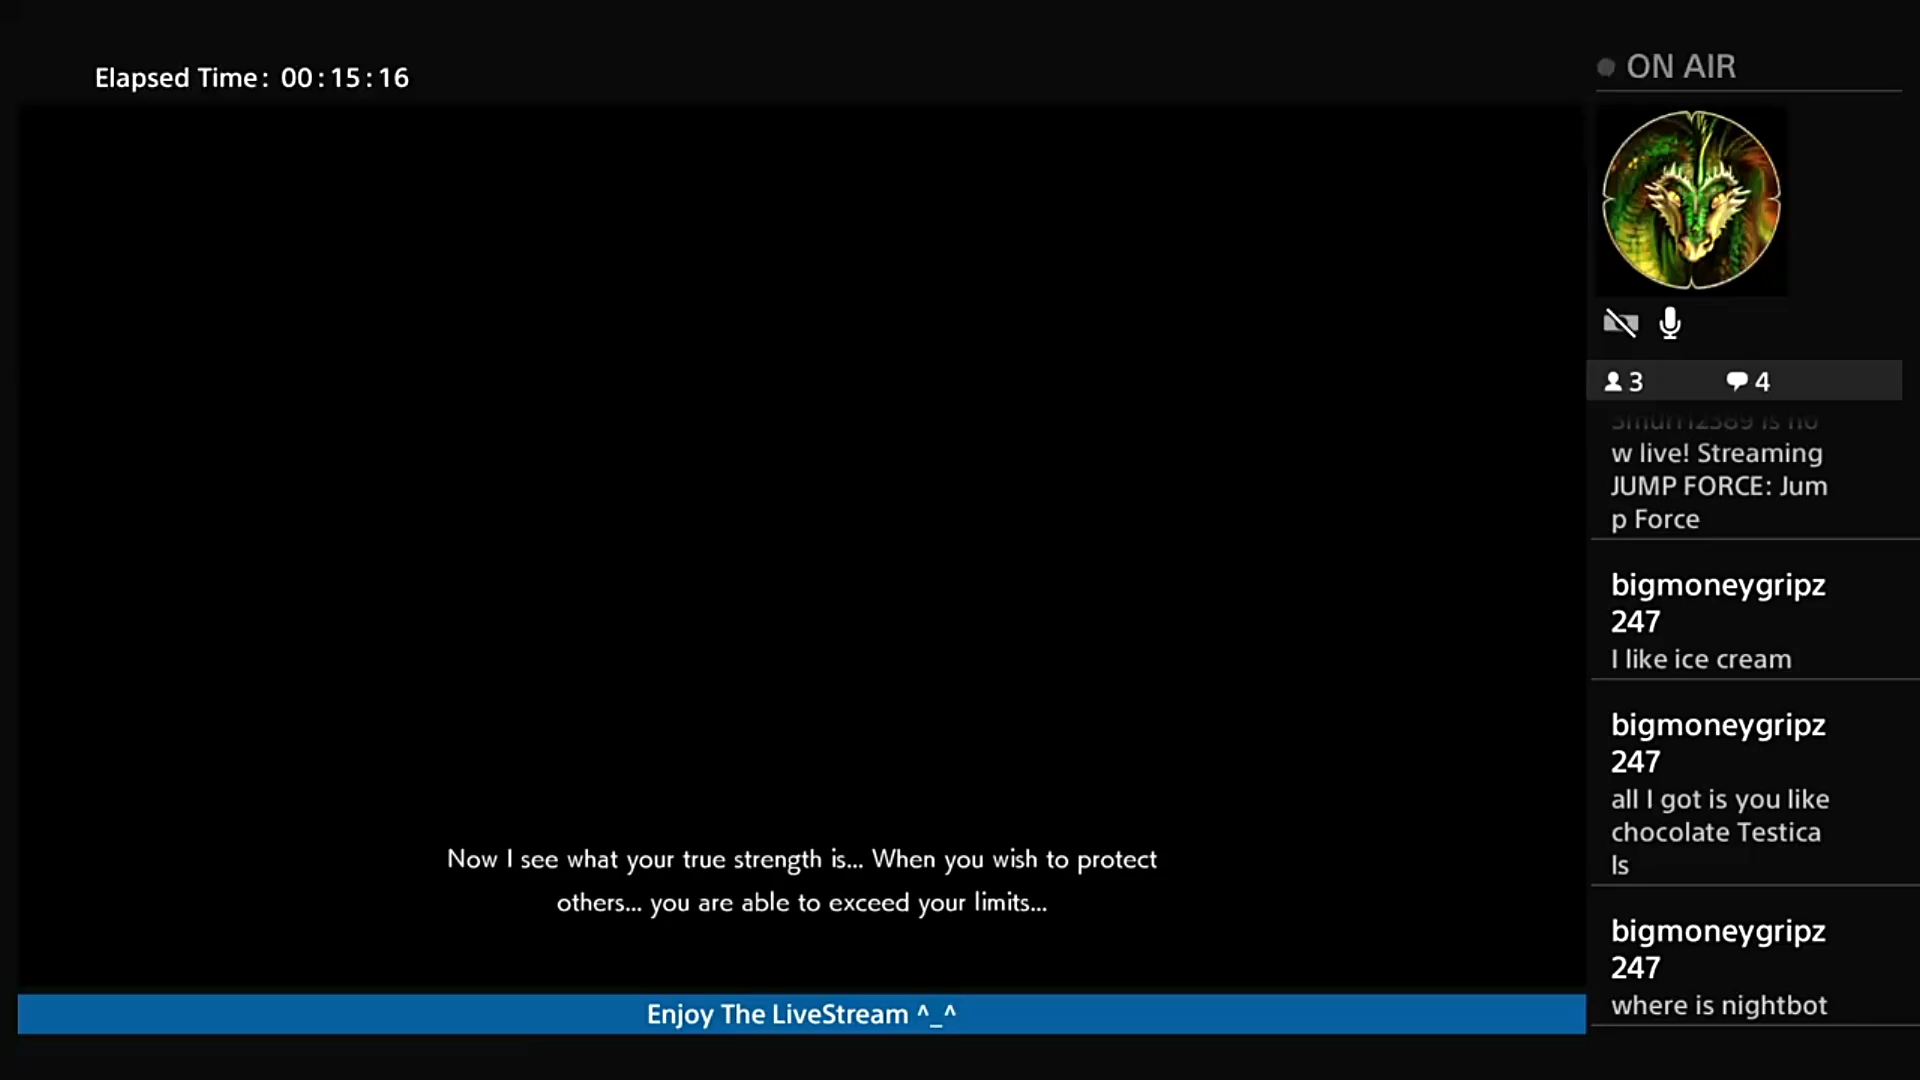 Elapsed Time: 00:15:16
ON AIR
3 4
is no
w live! Streaming
JUMP FORCE: Jum
p Force
bigmoneygripz
247
I like ice cream
bigmoneygripz
247
all I got is you like
chocolate Testica
ls
bigmoneygripz
247
where is nightbot
Now I see what your true strength is... When you wish to protect
others... you are able to exceed your limits...
Enjoy The LiveStream ^_^